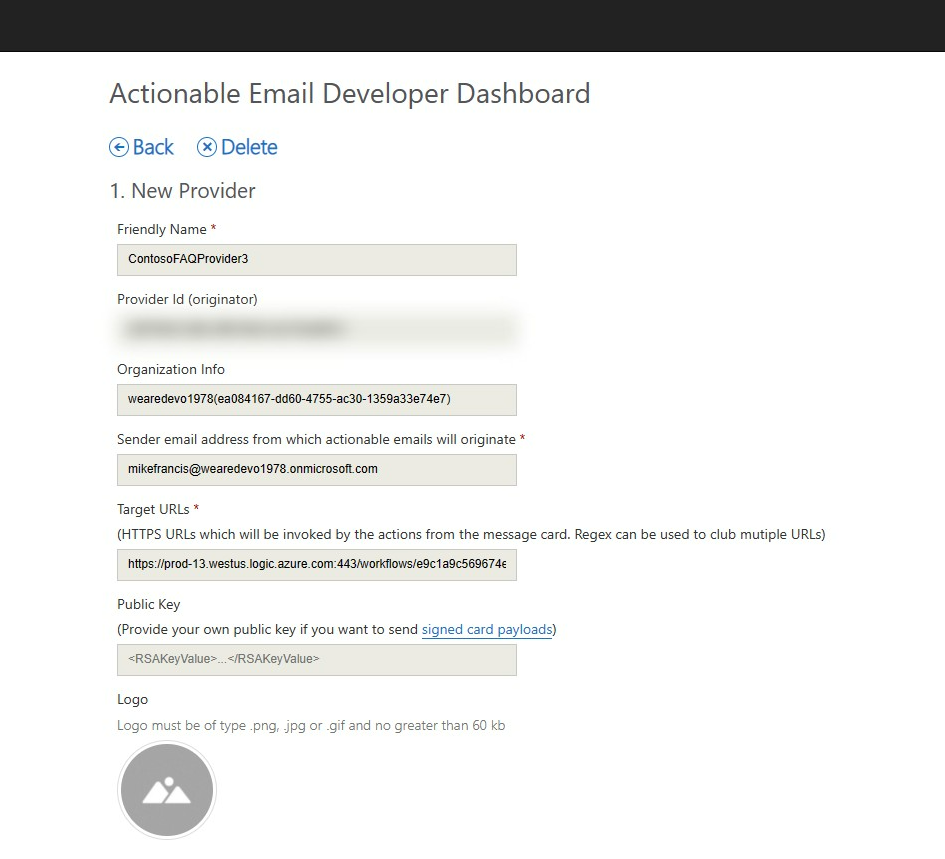 Actionable Email Developer Dashboard
Back Delete
1. New Provider
Friendly Name *
ContosoFAQProvider3
Provider Id (originator)
Organization Info
wearedevo1978(ea084167-dd60-4755-ac30-1359a33e74e7)
Sender email address from which actionable emails will originate *
mikefrancis@wearedevo1978.onmicrosoft.com
Target URLs *
(HTTPS URLs which will be invoked by the actions from the message card. Regex can be used to club mutiple URLs)
https://prod-13.westus.logic.azure.com:443/workflows/e9c1a9c569674e
Public Key
(Provide your own public key if you want to send signed card payloads)
<RSAKeyValue>...</RSAKeyValue>
Logo
Logo must be of type .png, .jpg or .gif and no greater than 60 kb